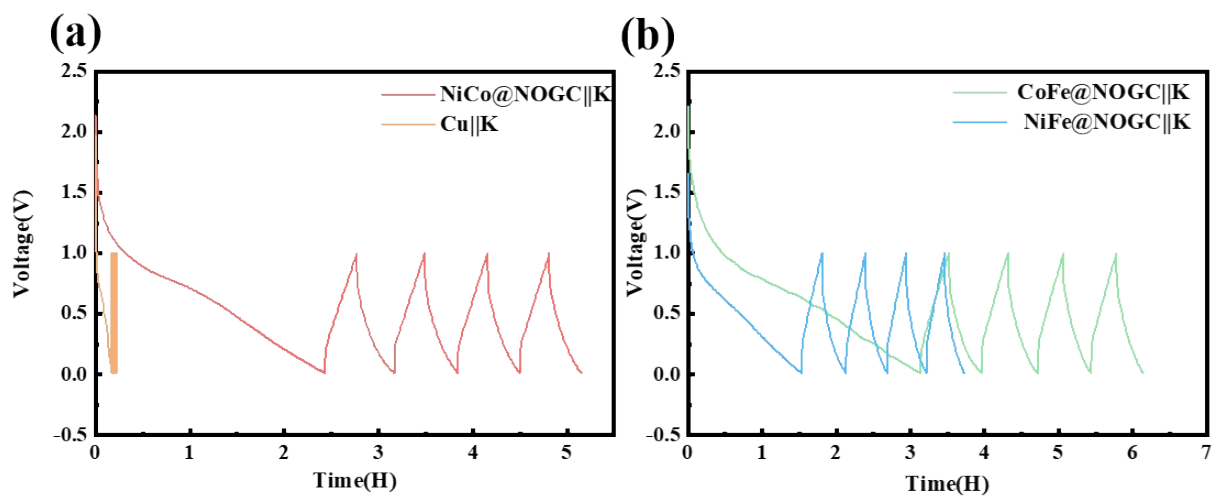 (a)
(b)
2.5
2.0
1.5
1.0
0.5
0.0
-0.5
Voltage(V)
NiCo@NOGC||K
Cu||K
0 1 2 3 4 5
Time(H)
2.5
2.0
1.5
1.0
0.5
0.0
-0.5
Voltage(V)
CoFe@NOGC||K
NiFe@NOGC||K
0 1 2 3 4 5 6 7
Time(H)